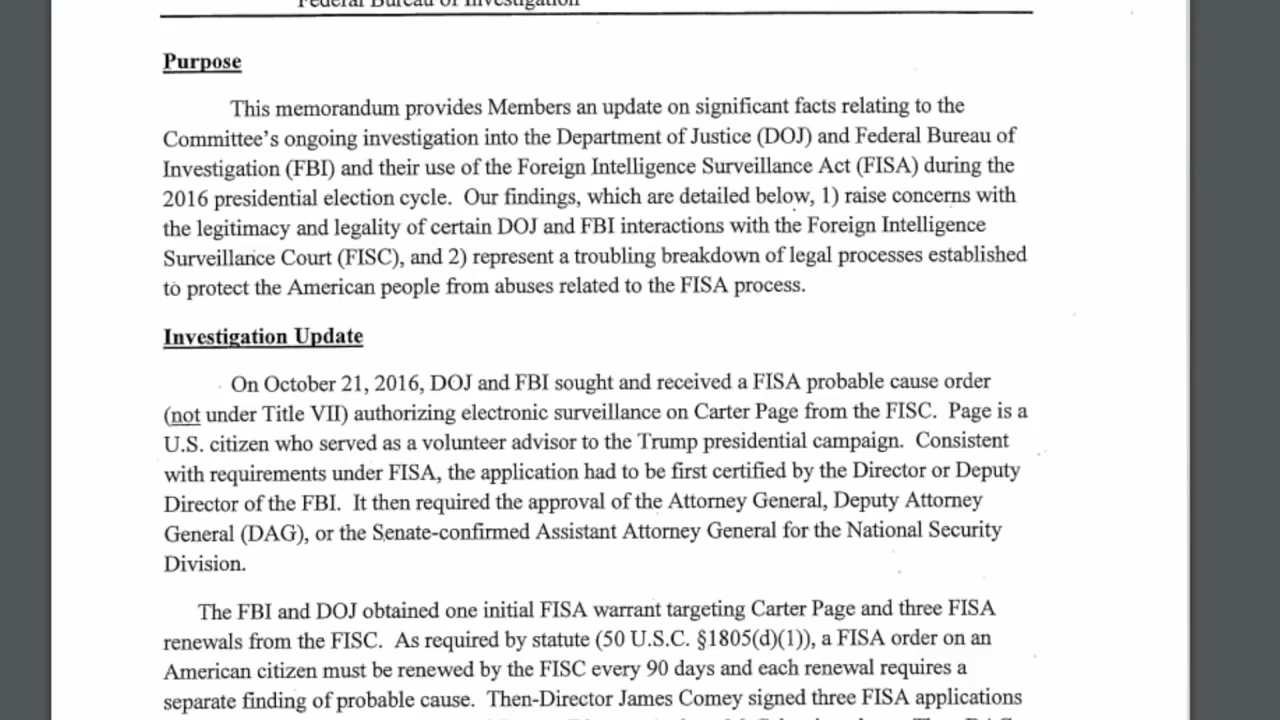 Federal Bureau of Investigation
Purpose
This memorandum provides Members an update on significant facts relating to the
Committee's ongoing investigation into the Department of Justice (DOJ) and Federal Bureau of
Investigation (FBI) and their use of the Foreign Intelligence Surveillance Act (FISA) during the
2016 presidential election cycle. Our findings, which are detailed below, 1) raise concerns with
the legitimacy and legality of certain DOJ and FBI interactions with the Foreign Intelligence
Surveillance Court (FISC), and 2) represent a troubling breakdown of legal processes established
to protect the American people from abuses related to the FISA process.
Investigation Update
On October 21, 2016, DOJ and FBI sought and received a FISA probable cause order
(not under Title VII) authorizing electronic surveillance on Carter Page from the FISC. Page is a
U.S. citizen who served as a volunteer advisor to the Trump presidential campaign. Consistent
with requirements under FISA, the application had to be first certified by the Director or Deputy
Director of the FBI. It then required the approval of the Attorney General, Deputy Attorney
General (DAG), or the Senate-confirmed Assistant Attorney General for the National Security
Division.
The FBI and DOJ obtained one initial FISA warrant targeting Carter Page and three FISA
renewals from the FISC. As required by statute (50 U.S.C. §1805(d)(1)), a FISA order on an
American citizen must be renewed by the FISC every 90 days and each renewal requires a
separate finding of probable cause. Then-Director James Comey signed three FISA applications